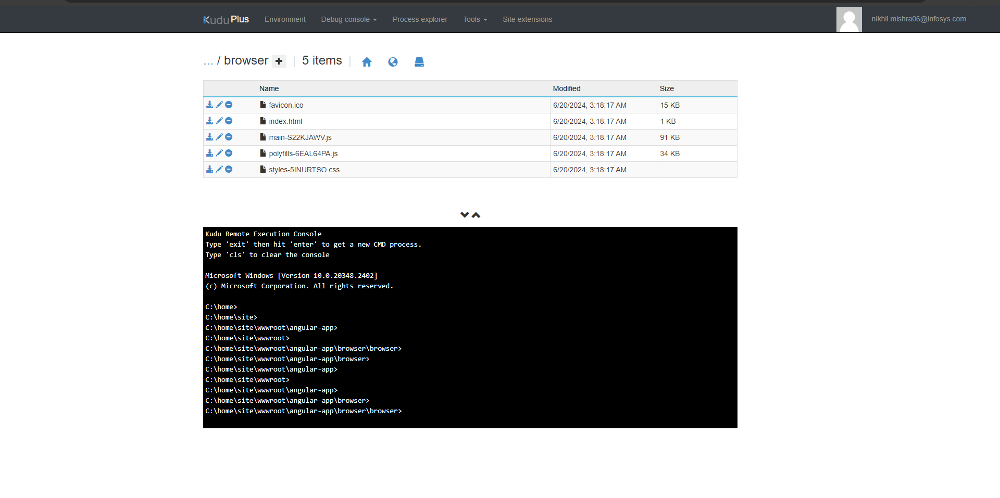 Kudu Plus Environment Debug console Process explorer Tools Site extensions nikhil.mishra06@infosys.com
... / browser | 5 items |
Name Modified Size
favicon.ico 6/20/2024, 3:18:17 AM 15 KB
index.html 6/20/2024, 3:18:17 AM 1 KB
main-S22KJAWV.js 6/20/2024, 3:18:17 AM 91 KB
polyfills-6EAL64PA.js 6/20/2024, 3:18:17 AM 34 KB
styles-5INURTSO.css 6/20/2024, 3:18:17 AM
Kudu Remote Execution Console
Type 'exit' then hit 'enter' to get a new CMD process.
Type 'cls' to clear the console
Microsoft Windows [Version 10.0.20348.2402]
(c) Microsoft Corporation. All rights reserved.
C:\home>
C:\home\site>
C:\home\site\wwwroot\angular-app>
C:\home\site\wwwroot>
C:\home\site\wwwroot\angular-app\browser\browser>
C:\home\site\wwwroot\angular-app\browser>
C:\home\site\wwwroot\angular-app>
C:\home\site\wwwroot>
C:\home\site\wwwroot\angular-app>
C:\home\site\wwwroot\angular-app\browser>
C:\home\site\wwwroot\angular-app\browser\browser>